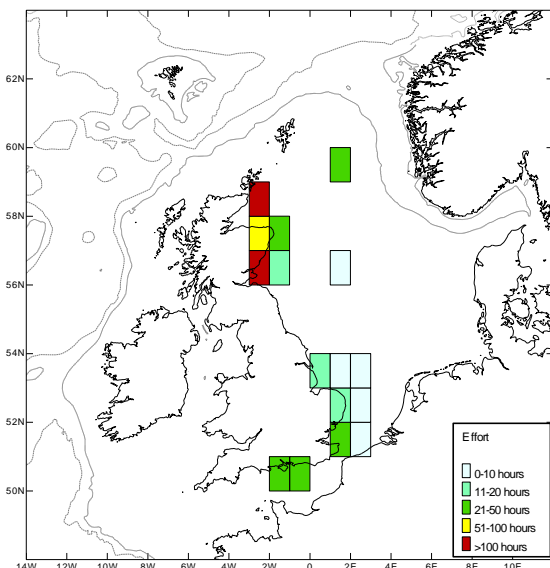 62N
60N
58N
56N
54N
52N
50N
14W 12W 10W 8W 6W 4W 2W 0 2E 4E 6E 8E 10E
Effort
0-10 hours
11-20 hours
21-50 hours
51-100 hours
>100 hours